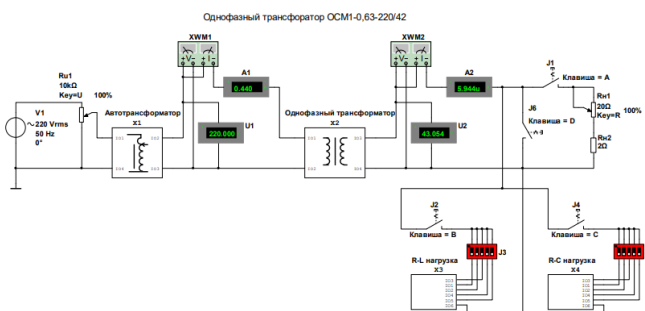 Однофазный трансфоратор ОСМ1-0,63-220/42
XWM1
XWM2
V
I
V
I
A1
0.440
A2
5.944u
J1
Клавиша = A
Ru1
10kΩ
Key=U
100%
V1
220 Vrms
50 Hz
0°
Автотрансформатор
X1
U1
220.000
Однофазный трансформатор
X2
U2
43.054
J6
Клавиша = D
Rн1
20Ω
Key=R
100%
Rн2
2Ω
J2
Клавиша = B
J3
J4
Клавиша = C
R-L нагрузка
X3
R-C нагрузка
X4